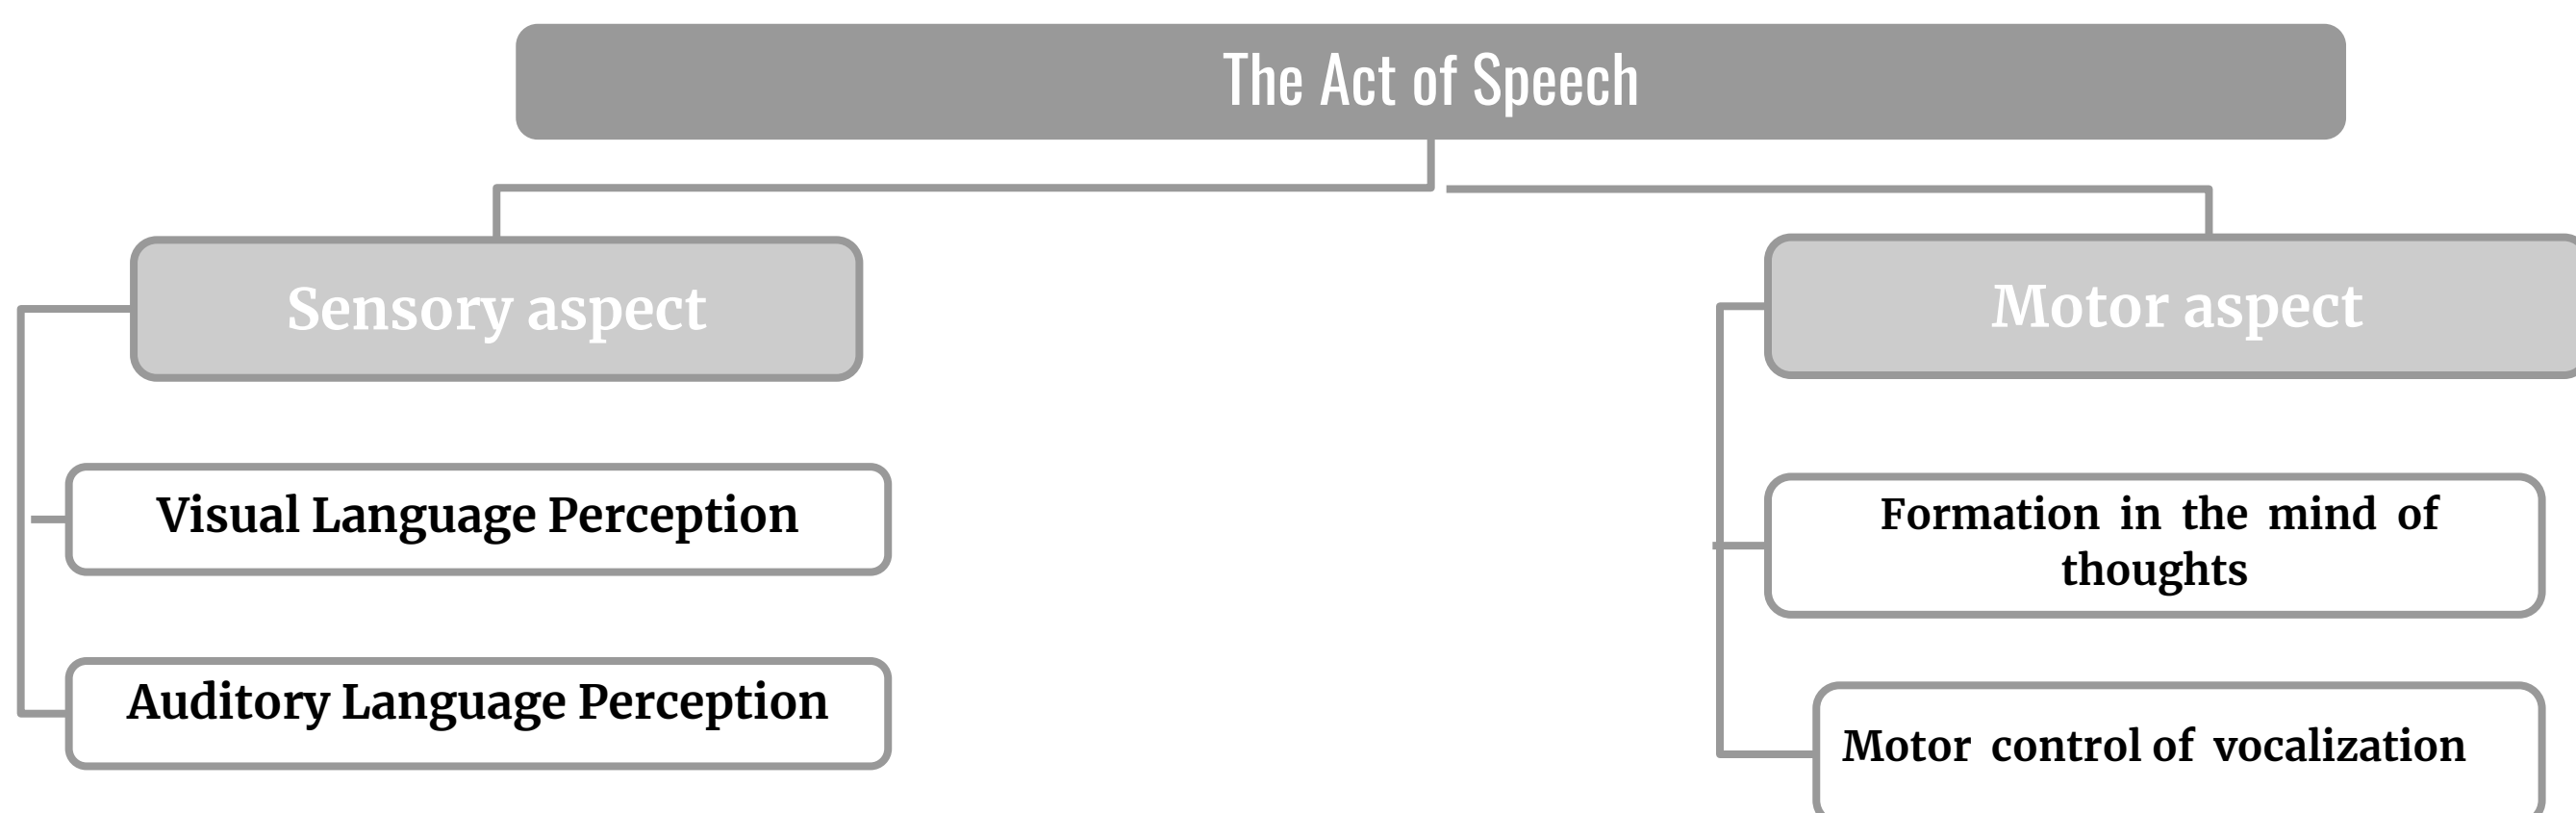 The Act of Speech
Sensory aspect
Visual Language Perception
Auditory Language Perception
Motor aspect
Formation in the mind of
thoughts
Motor control of vocalization